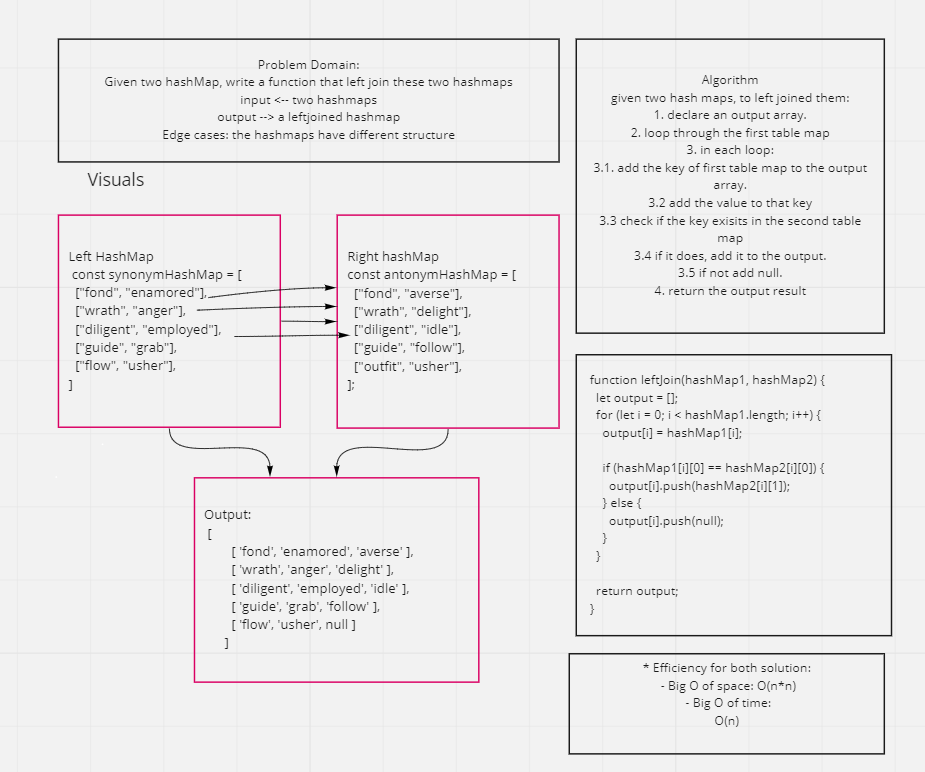 Problem Domain:
Given two hashMap, write a function that left join these two hashmaps
input <-- two hashmaps
output --> a leftjoined hashmap
Edge cases: the hashmaps have different structure
Visuals
Left HashMap
const synonymHashMap = [
["fond", "enamored"],
["wrath", "anger"],
["diligent", "employed"],
["guide", "grab"],
["flow", "usher"],
]
Right hashMap
const antonymHashMap = [
["fond", "averse"],
["wrath", "delight"],
["diligent", "idle"],
["guide", "follow"],
["outfit", "usher"],
];
Output:
[
[ 'fond', 'enamored', 'averse' ],
[ 'wrath', 'anger', 'delight' ],
[ 'diligent', 'employed', 'idle' ],
[ 'guide', 'grab', 'follow' ],
[ 'flow', 'usher', null ]
]
Algorithm
given two hash maps, to left joined them:
1. declare an output array.
2. loop through the first table map
3. in each loop:
3.1. add the key of first table map to the output
array.
3.2 add the value to that key
3.3 check if the key exisits in the second table
map
3.4 if it does, add it to the output.
3.5 if not add null.
4. return the output result
function leftJoin(hashMap1, hashMap2) {
let output = [];
for (let i = 0; i < hashMap1.length; i++) {
output[i] = hashMap1[i];
if (hashMap1[i][0] == hashMap2[i][0]) {
output[i].push(hashMap2[i][1]);
} else {
output[i].push(null);
}
}
return output;
}
* Efficiency for both solution:
- Big O of space: O(n*n)
- Big O of time:
O(n)